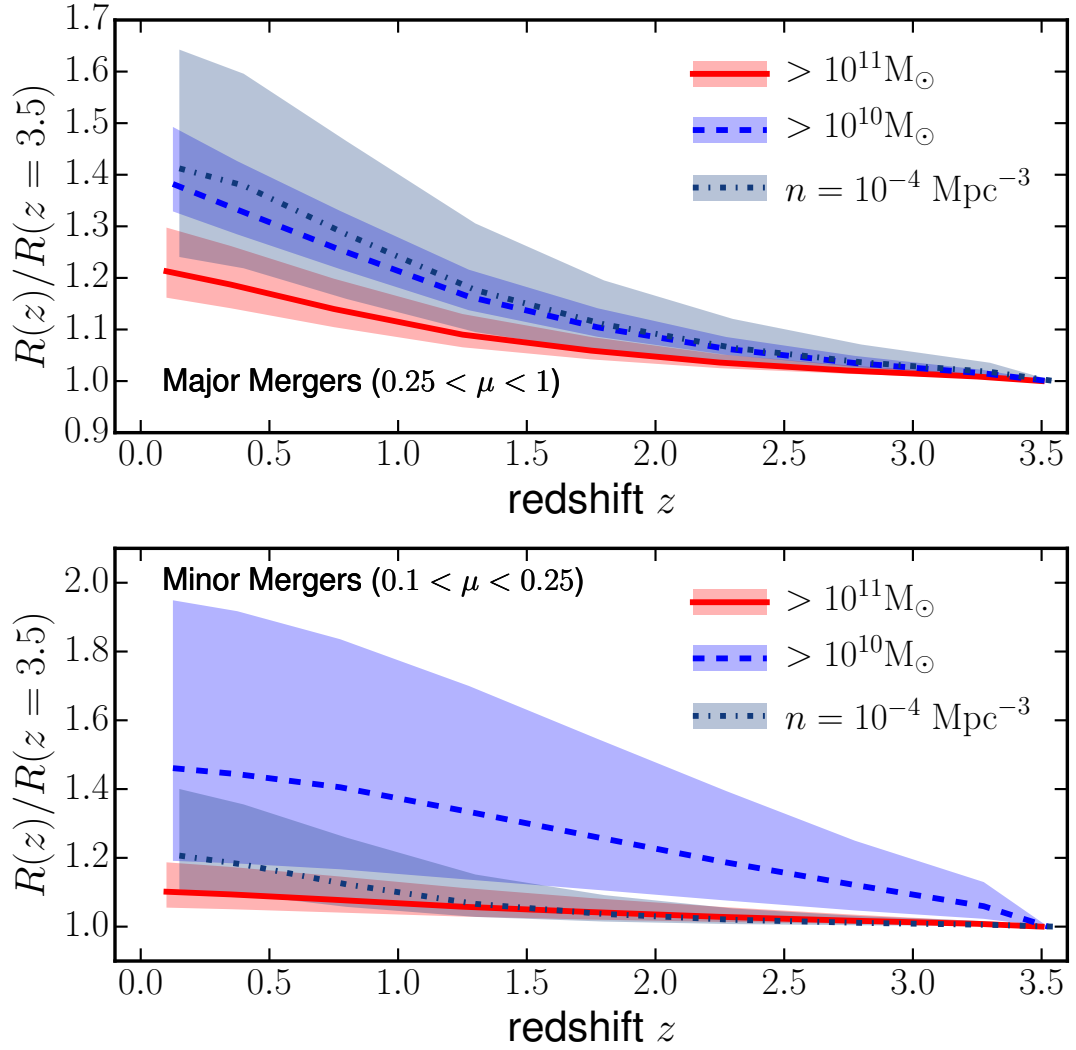 1.7
1.6
1.5
1.4
1.3
1.2
1.1
1.0
0.9
R(z)/R(z = 3.5)
> 10¹¹M⊙
> 10¹⁰M⊙
n = 10⁻⁴ Mpc⁻³
Major Mergers (0.25 < μ < 1)
0.0 0.5 1.0 1.5 2.0 2.5 3.0 3.5
redshift z
2.0
1.8
1.6
1.4
1.2
1.0
R(z)/R(z = 3.5)
Minor Mergers (0.1 < μ < 0.25)
> 10¹¹M⊙
> 10¹⁰M⊙
n = 10⁻⁴ Mpc⁻³
0.0 0.5 1.0 1.5 2.0 2.5 3.0 3.5
redshift z